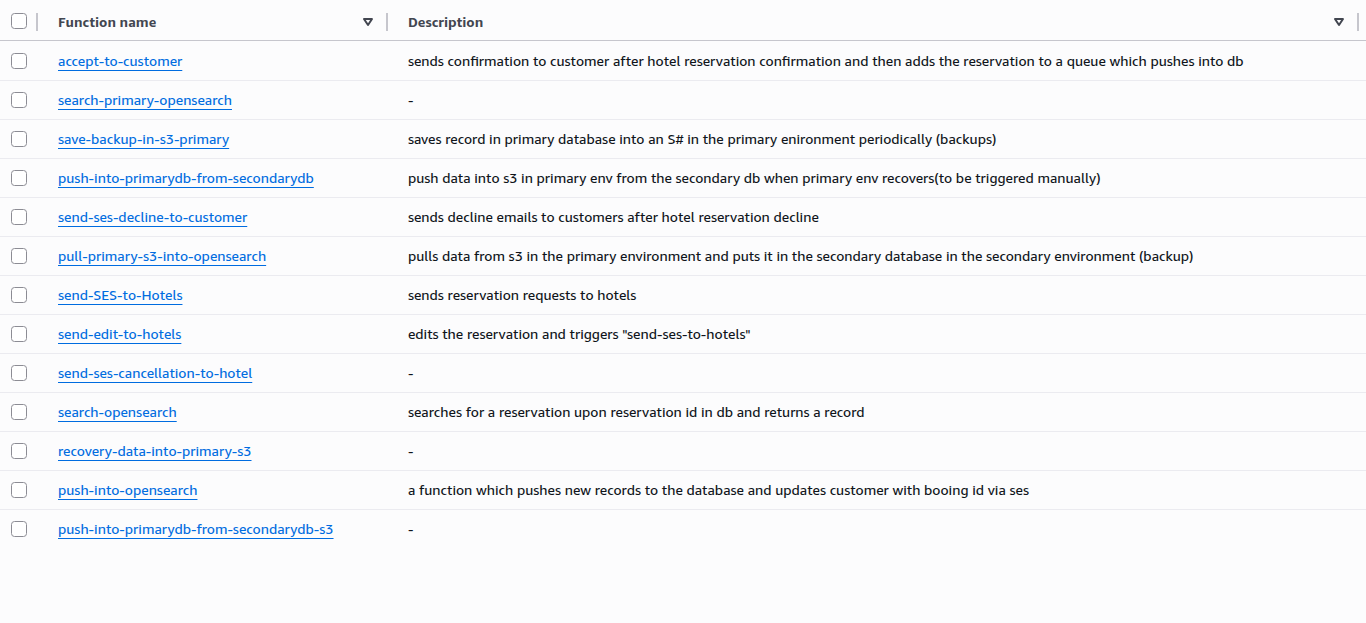 Function name Description
accept-to-customer sends confirmation to customer after hotel reservation confirmation and then adds the reservation to a queue which pushes into db
search-primary-opensearch -
save-backup-in-s3-primary saves record in primary database into an S# in the primary enironment periodically (backups)
push-into-primarydb-from-secondarydb push data into s3 in primary env from the secondary db when primary env recovers(to be triggered manually)
send-ses-decline-to-customer sends decline emails to customers after hotel reservation decline
pull-primary-s3-into-opensearch pulls data from s3 in the primary environment and puts it in the secondary database in the secondary environment (backup)
send-SES-to-Hotels sends reservation requests to hotels
send-edit-to-hotels edits the reservation and triggers "send-ses-to-hotels"
send-ses-cancellation-to-hotel -
search-opensearch searches for a reservation upon reservation id in db and returns a record
recovery-data-into-primary-s3 -
push-into-opensearch a function which pushes new records to the database and updates customer with booing id via ses
push-into-primarydb-from-secondarydb-s3 -